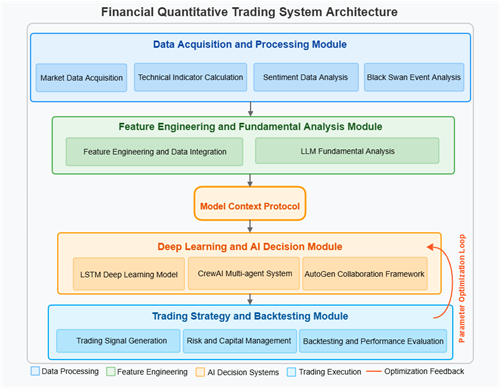 Financial Quantitative Trading System Architecture
Data Acquisition and Processing Module
Market Data Acquisition
Technical Indicator Calculation
Sentiment Data Analysis
Black Swan Event Analysis
Feature Engineering and Fundamental Analysis Module
Feature Engineering and Data Integration
LLM Fundamental Analysis
Model Context Protocol
Deep Learning and AI Decision Module
LSTM Deep Learning Model
CrewAI Multi-agent System
AutoGen Collaboration Framework
Parameter Optimization Loop
Trading Strategy and Backtesting Module
Trading Signal Generation
Risk and Capital Management
Backtesting and Performance Evaluation
Data Processing
Feature Engineering
AI Decision Systems
Trading Execution
Optimization Feedback